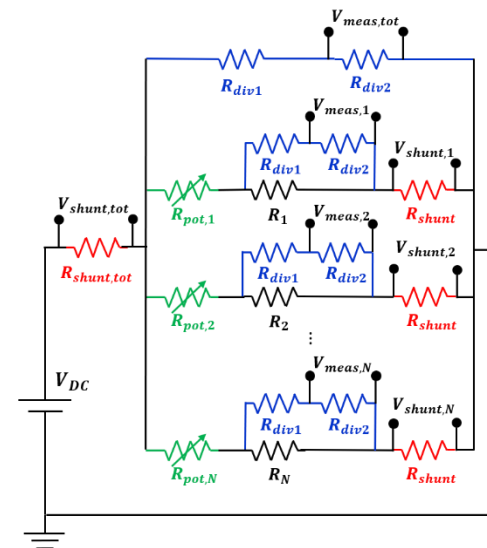 V_meas,tot
R_div1 R_div2
V_meas,1
R_div1 R_div2
V_shunt,1
R_pot,1 R_1 R_shunt
V_shunt,tot
R_shunt,tot
V_meas,2
R_div1 R_div2
V_shunt,2
R_pot,2 R_2 R_shunt
...
V_DC
V_meas,N
R_div1 R_div2
V_shunt,N
R_pot,N R_N R_shunt